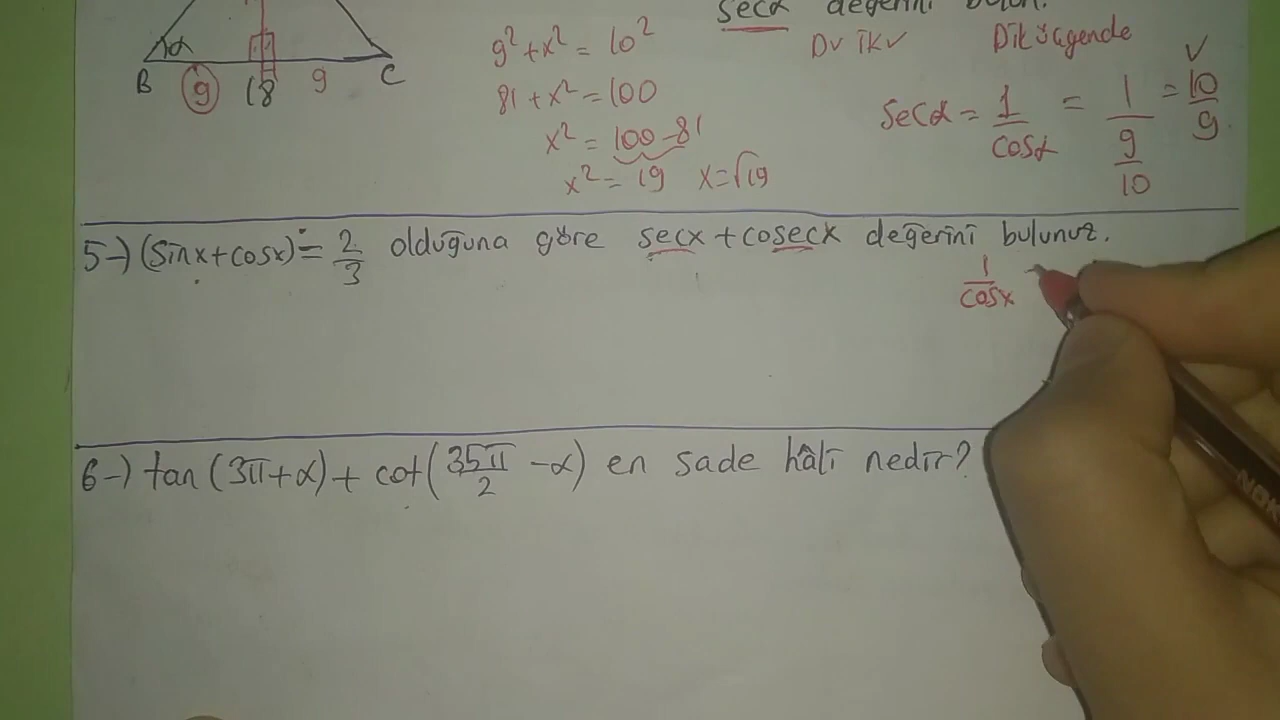 secα değerini bulun.
Dv İkv Dik üçgende
α
B 9 18 9 C
9² + x² = 10²
81 + x² = 100
x² = 100 - 81
x² = 19 x = √19
secα = 1/cosα = 1/(9/10) = 10/9
5-) (sinx + cosx) = 2/3 olduğuna göre secx + cosecx değerini bulunuz.
1/cosx
6-) tan(3π + α) + cot(35π/2 - α) en sade hâli nedir?